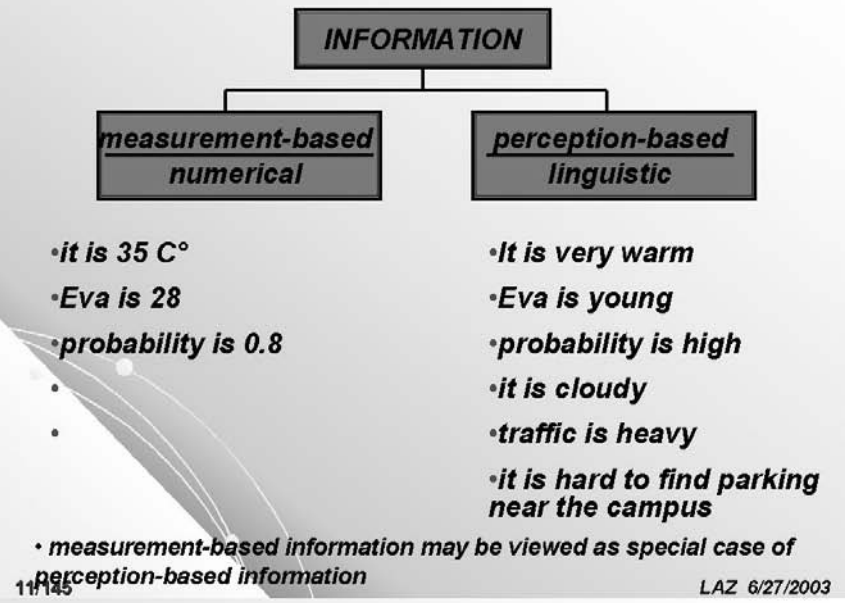 INFORMATION
measurement-based
numerical
perception-based
linguistic
•it is 35 C°
•Eva is 28
•probability is 0.8
•
•
•It is very warm
•Eva is young
•probability is high
•it is cloudy
•traffic is heavy
•it is hard to find parking
near the campus
• measurement-based information may be viewed as special case of
perception-based information
11/145
LAZ 6/27/2003